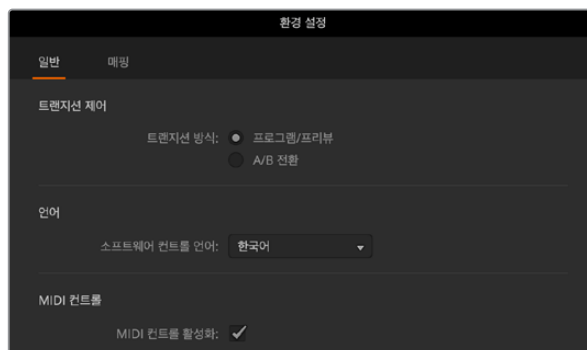 환경 설정
일반 매핑
트랜지션 제어
트랜지션 방식: 프로그램/프리뷰
A/B 전환
언어
소프트웨어 컨트롤 언어: 한국어
MIDI 컨트롤
MIDI 컨트롤 활성화: